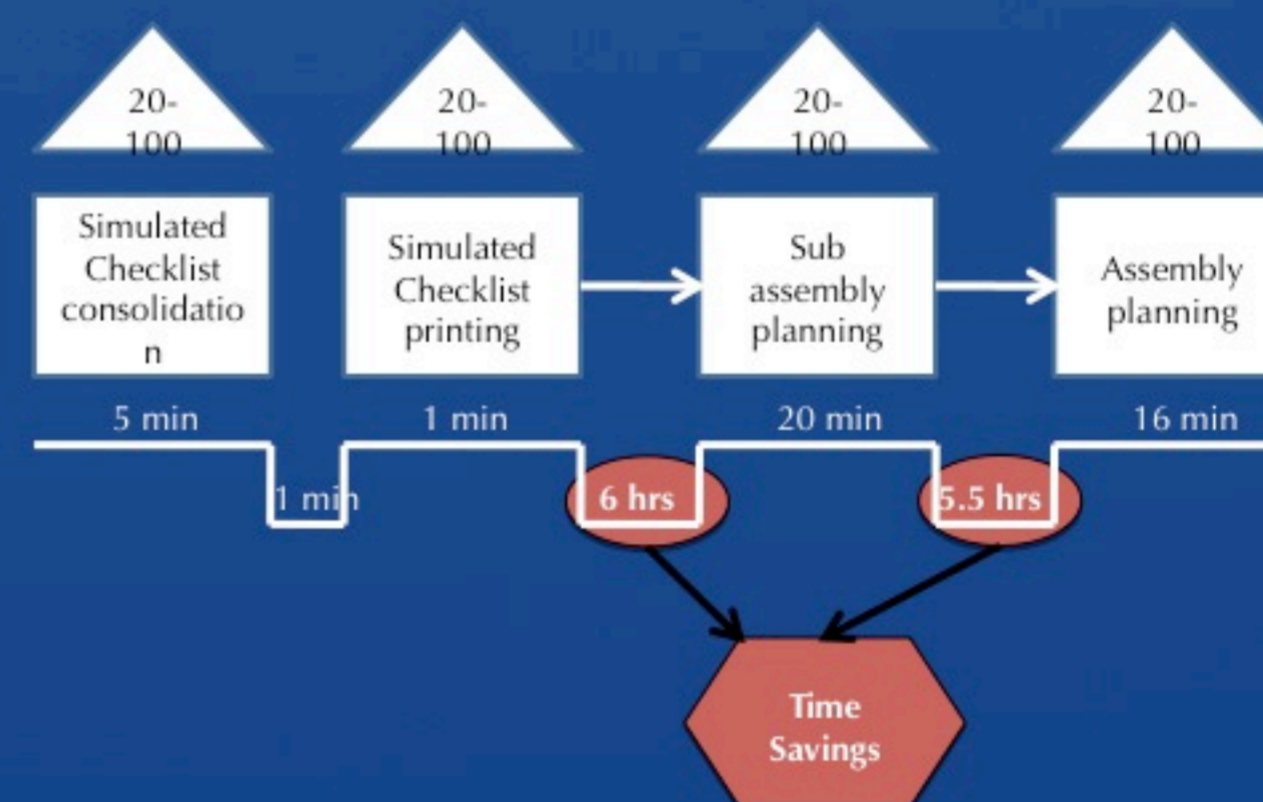 20-
100
20-
100
20-
100
20-
100
Simulated
Checklist
consolidatio
n
Simulated
Checklist
printing
Sub
assembly
planning
Assembly
planning
5 min
1 min
20 min
16 min
1 min
6 hrs
5.5 hrs
Time
Savings